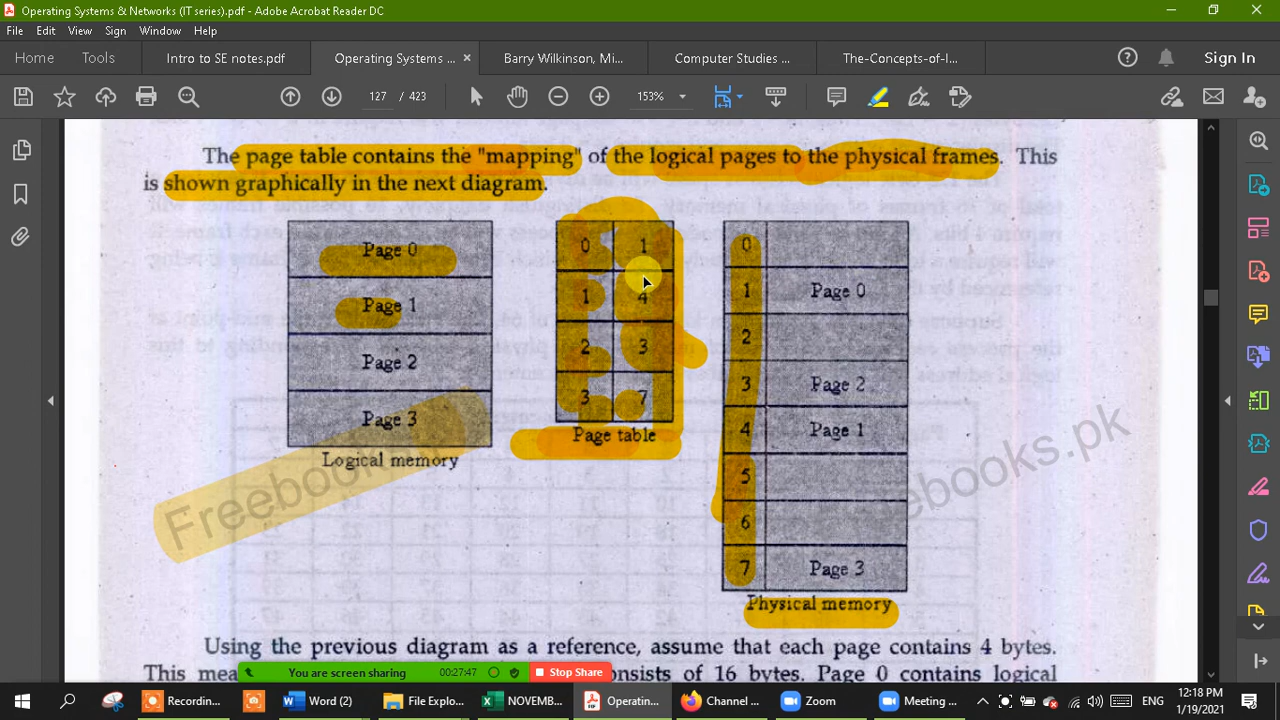 Operating Systems & Networks (IT series).pdf - Adobe Acrobat Reader DC
File Edit View Sign Window Help
Home Tools Intro to SE notes.pdf Operating Systems ... × Barry Wilkinson, Mi... Computer Studies ... The-Concepts-of-I... Sign In
127 / 423 153%
The page table contains the "mapping" of the logical pages to the physical frames. This
is shown graphically in the next diagram.
Page 0
Page 1
Page 2
Page 3
Logical memory
0 1
1 4
2 3
3 7
Page table
0
1 Page 0
2
3 Page 2
4 Page 1
5
6
7 Page 3
Physical memory
Freebooks
ebooks.pk
Using the previous diagram as a reference, assume that each page contains 4 bytes.
This mea
onsists of 16 bytes. Page 0 contains logical
You are screen sharing 00:27:47 Stop Share
Recordin... Word (2) File Explo... NOVEMB... Operatin... Channel ... Zoom Meeting ... ENG 12:18 PM
1/19/2021